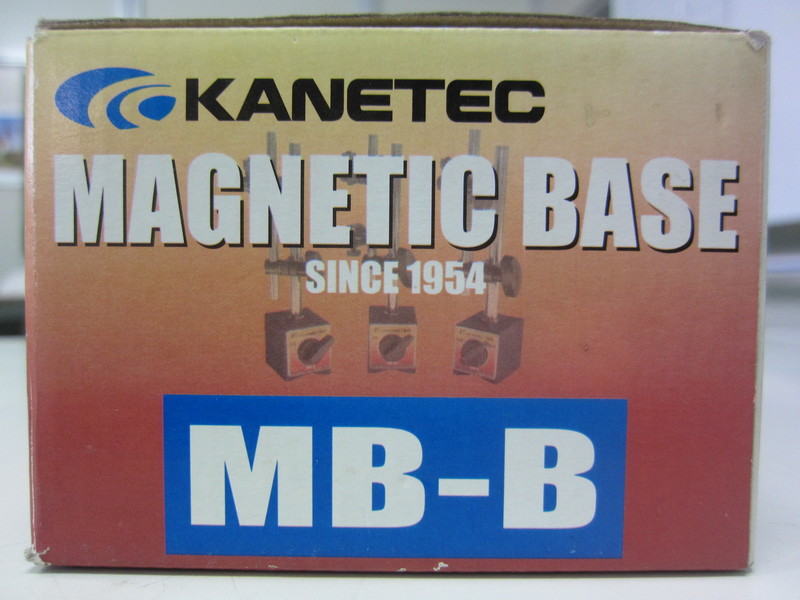 KANETEC
MAGNETIC BASE
SINCE 1954
MB-B